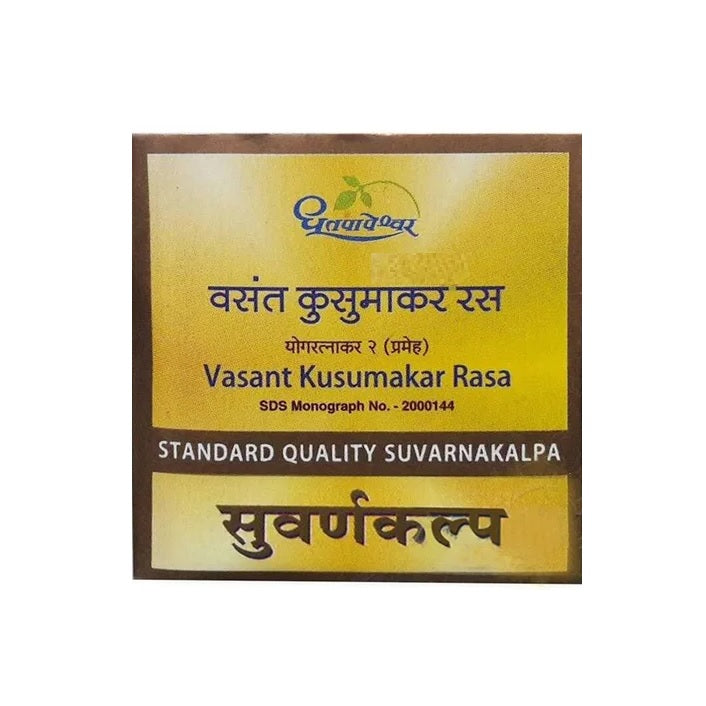 धूतपापेश्वर
वसंत कुसुमाकर रस
योगरत्नाकर २ (प्रमेह)
Vasant Kusumakar Rasa
SDS Monograph No. - 2000144
STANDARD QUALITY SUVARNAKALPA
सुवर्णकल्प